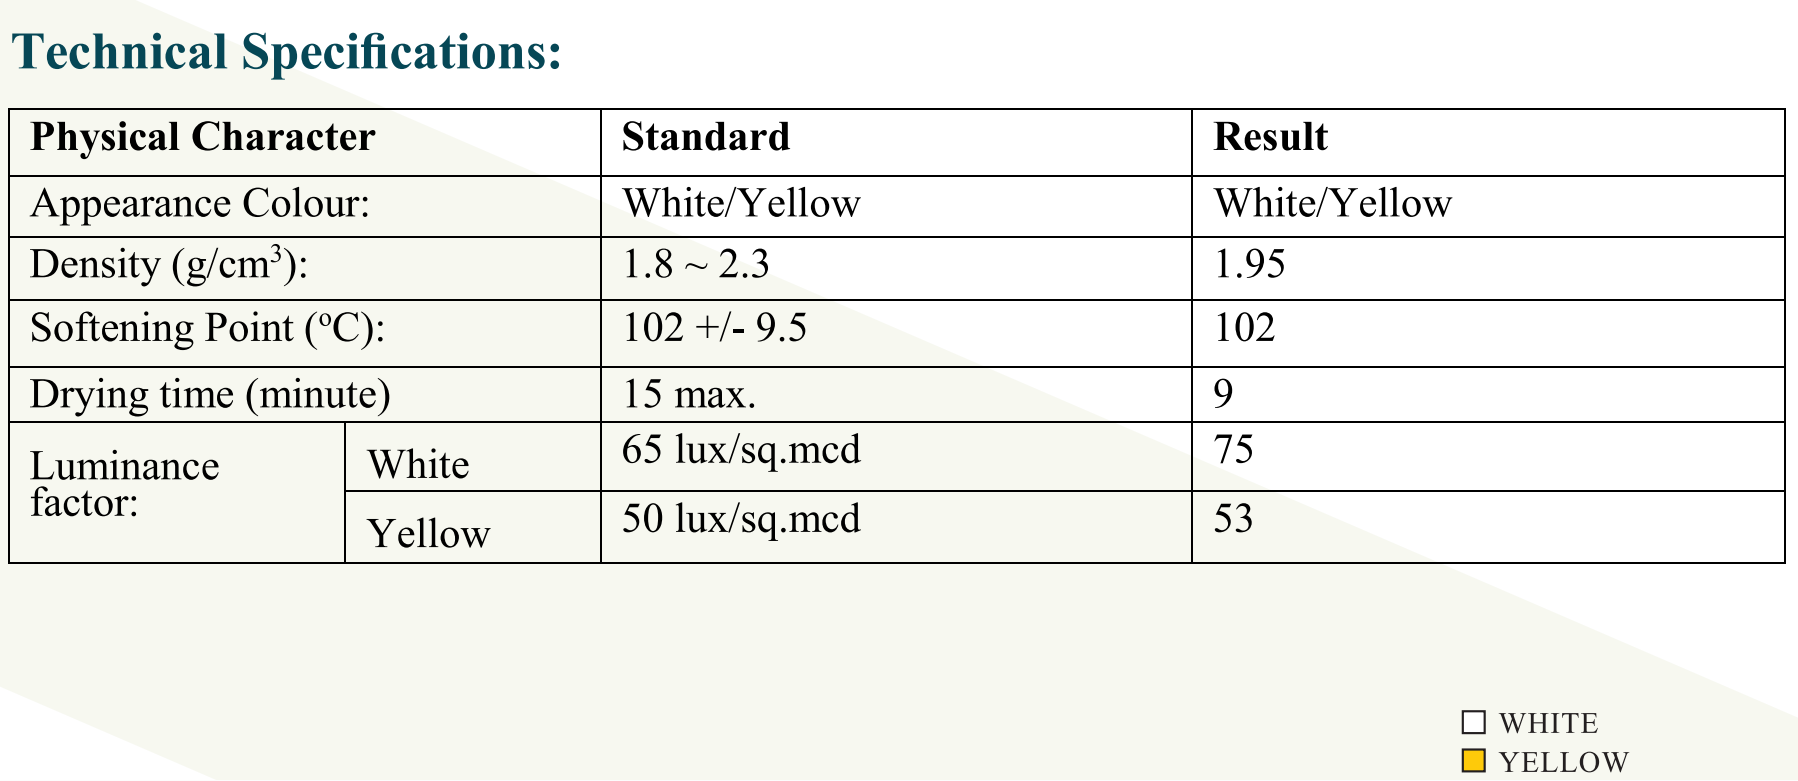 Technical Specifications:
Physical Character Standard Result
Appearance Colour: White/Yellow White/Yellow
Density (g/cm³): 1.8 ~ 2.3 1.95
Softening Point (ºC): 102 +/- 9.5 102
Drying time (minute) 15 max. 9
Luminance factor: White 65 lux/sq.mcd 75
Yellow 50 lux/sq.mcd 53
WHITE
YELLOW